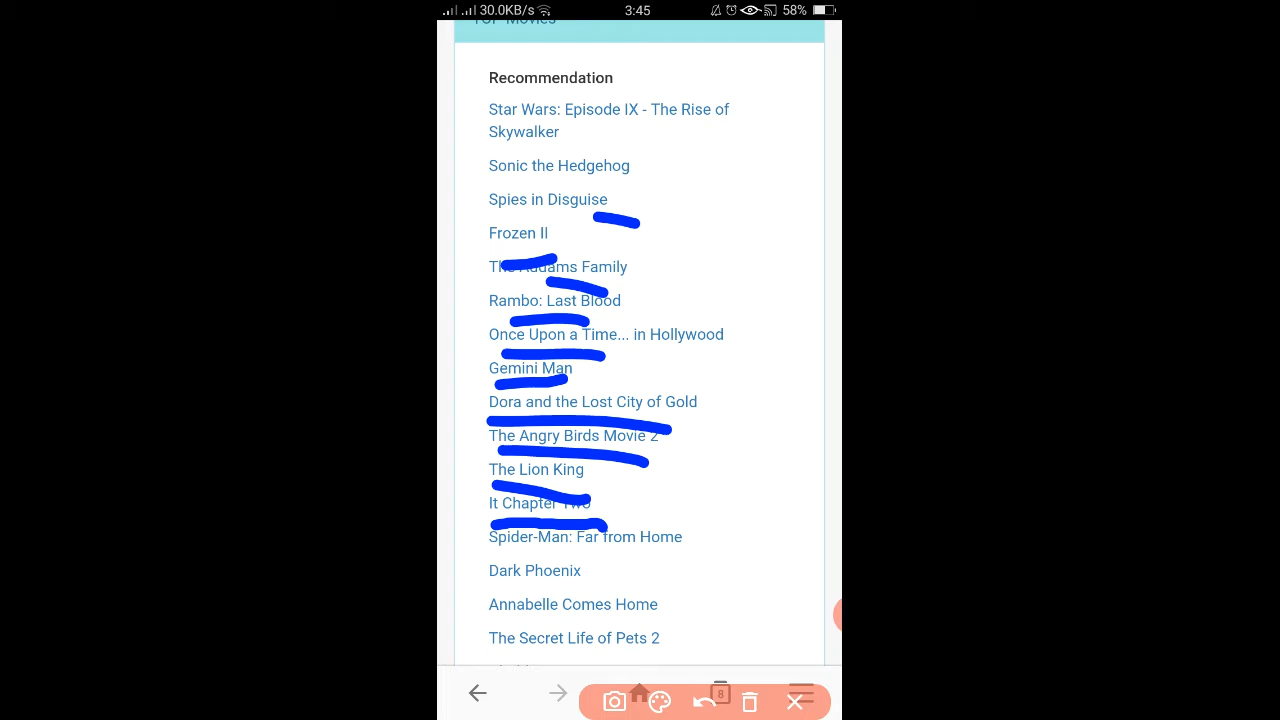 30.0KB/s
3:45
58%
Recommendation
Star Wars: Episode IX - The Rise of
Skywalker
Sonic the Hedgehog
Spies in Disguise
Frozen II
The Addams Family
Rambo: Last Blood
Once Upon a Time... in Hollywood
Gemini Man
Dora and the Lost City of Gold
The Angry Birds Movie 2
The Lion King
It Chapter Two
Spider-Man: Far from Home
Dark Phoenix
Annabelle Comes Home
The Secret Life of Pets 2
8